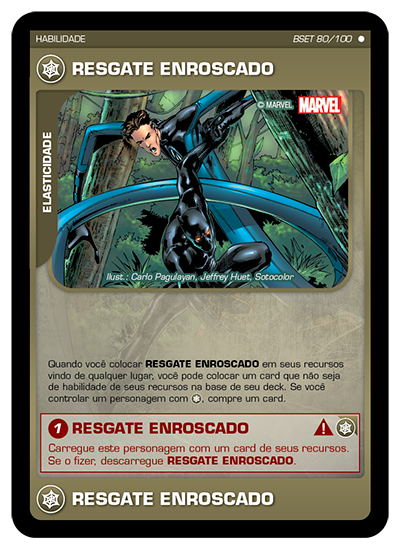 HABILIDADE
BSET 80/100
RESGATE ENROSCADO
© MARVEL MARVEL
ELASTICIDADE
Ilust.: Carlo Pagulayan, Jeffrey Huet, Sotocolor
Quando você colocar RESGATE ENROSCADO em seus recursos
vindo de qualquer lugar, você pode colocar um card que não seja
de habilidade de seus recursos na base de seu deck. Se você
controlar um personagem com , compre um card.
1 RESGATE ENROSCADO
Carregue este personagem com um card de seus recursos.
Se o fizer, descarregue RESGATE ENROSCADO.
RESGATE ENROSCADO